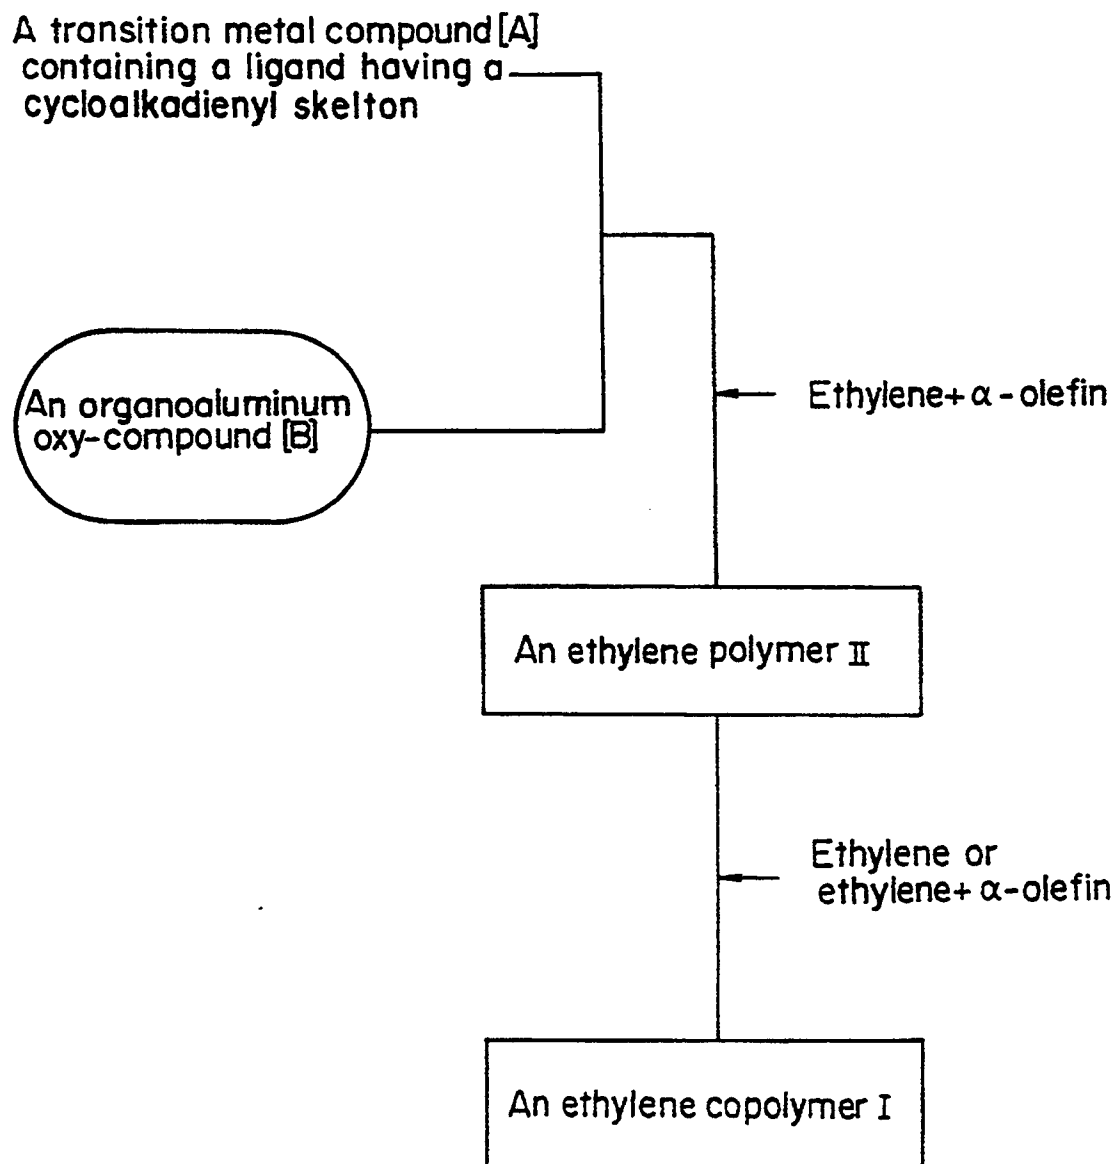 A transition metal compound [A]
containing a ligand having a
cycloalkadienyl skelton
An organoaluminum
oxy-compound [B]
Ethylene+ α-olefin
An ethylene polymer II
Ethylene or
ethylene+ α-olefin
An ethylene copolymer I